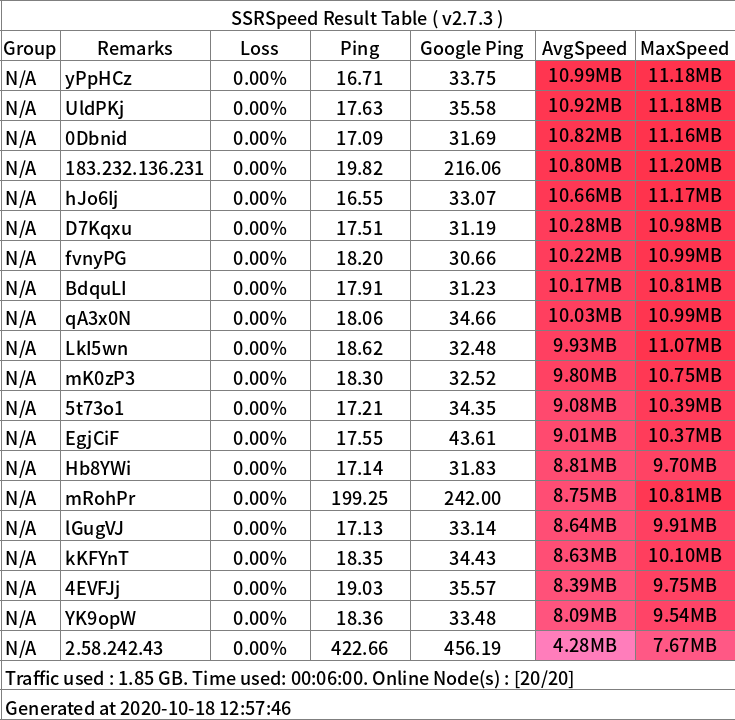 SSRSpeed Result Table ( v2.7.3 )
Group Remarks Loss Ping Google Ping AvgSpeed MaxSpeed
N/A yPpHCz 0.00% 16.71 33.75 10.99MB 11.18MB
N/A UldPKj 0.00% 17.63 35.58 10.92MB 11.18MB
N/A 0Dbnid 0.00% 17.09 31.69 10.82MB 11.16MB
N/A 183.232.136.231 0.00% 19.82 216.06 10.80MB 11.20MB
N/A hJo6Ij 0.00% 16.55 33.07 10.66MB 11.17MB
N/A D7Kqxu 0.00% 17.51 31.19 10.28MB 10.98MB
N/A fvnyPG 0.00% 18.20 30.66 10.22MB 10.99MB
N/A BdquLI 0.00% 17.91 31.23 10.17MB 10.81MB
N/A qA3x0N 0.00% 18.06 34.66 10.03MB 10.99MB
N/A LkI5wn 0.00% 18.62 32.48 9.93MB 11.07MB
N/A mK0zP3 0.00% 18.30 32.52 9.80MB 10.75MB
N/A 5t73o1 0.00% 17.21 34.35 9.08MB 10.39MB
N/A EgjCiF 0.00% 17.55 43.61 9.01MB 10.37MB
N/A Hb8YWi 0.00% 17.14 31.83 8.81MB 9.70MB
N/A mRohPr 0.00% 199.25 242.00 8.75MB 10.81MB
N/A lGugVJ 0.00% 17.13 33.14 8.64MB 9.91MB
N/A kKFYnT 0.00% 18.35 34.43 8.63MB 10.10MB
N/A 4EVFJj 0.00% 19.03 35.57 8.39MB 9.75MB
N/A YK9opW 0.00% 18.36 33.48 8.09MB 9.54MB
N/A 2.58.242.43 0.00% 422.66 456.19 4.28MB 7.67MB
Traffic used : 1.85 GB. Time used: 00:06:00. Online Node(s) : [20/20]
Generated at 2020-10-18 12:57:46